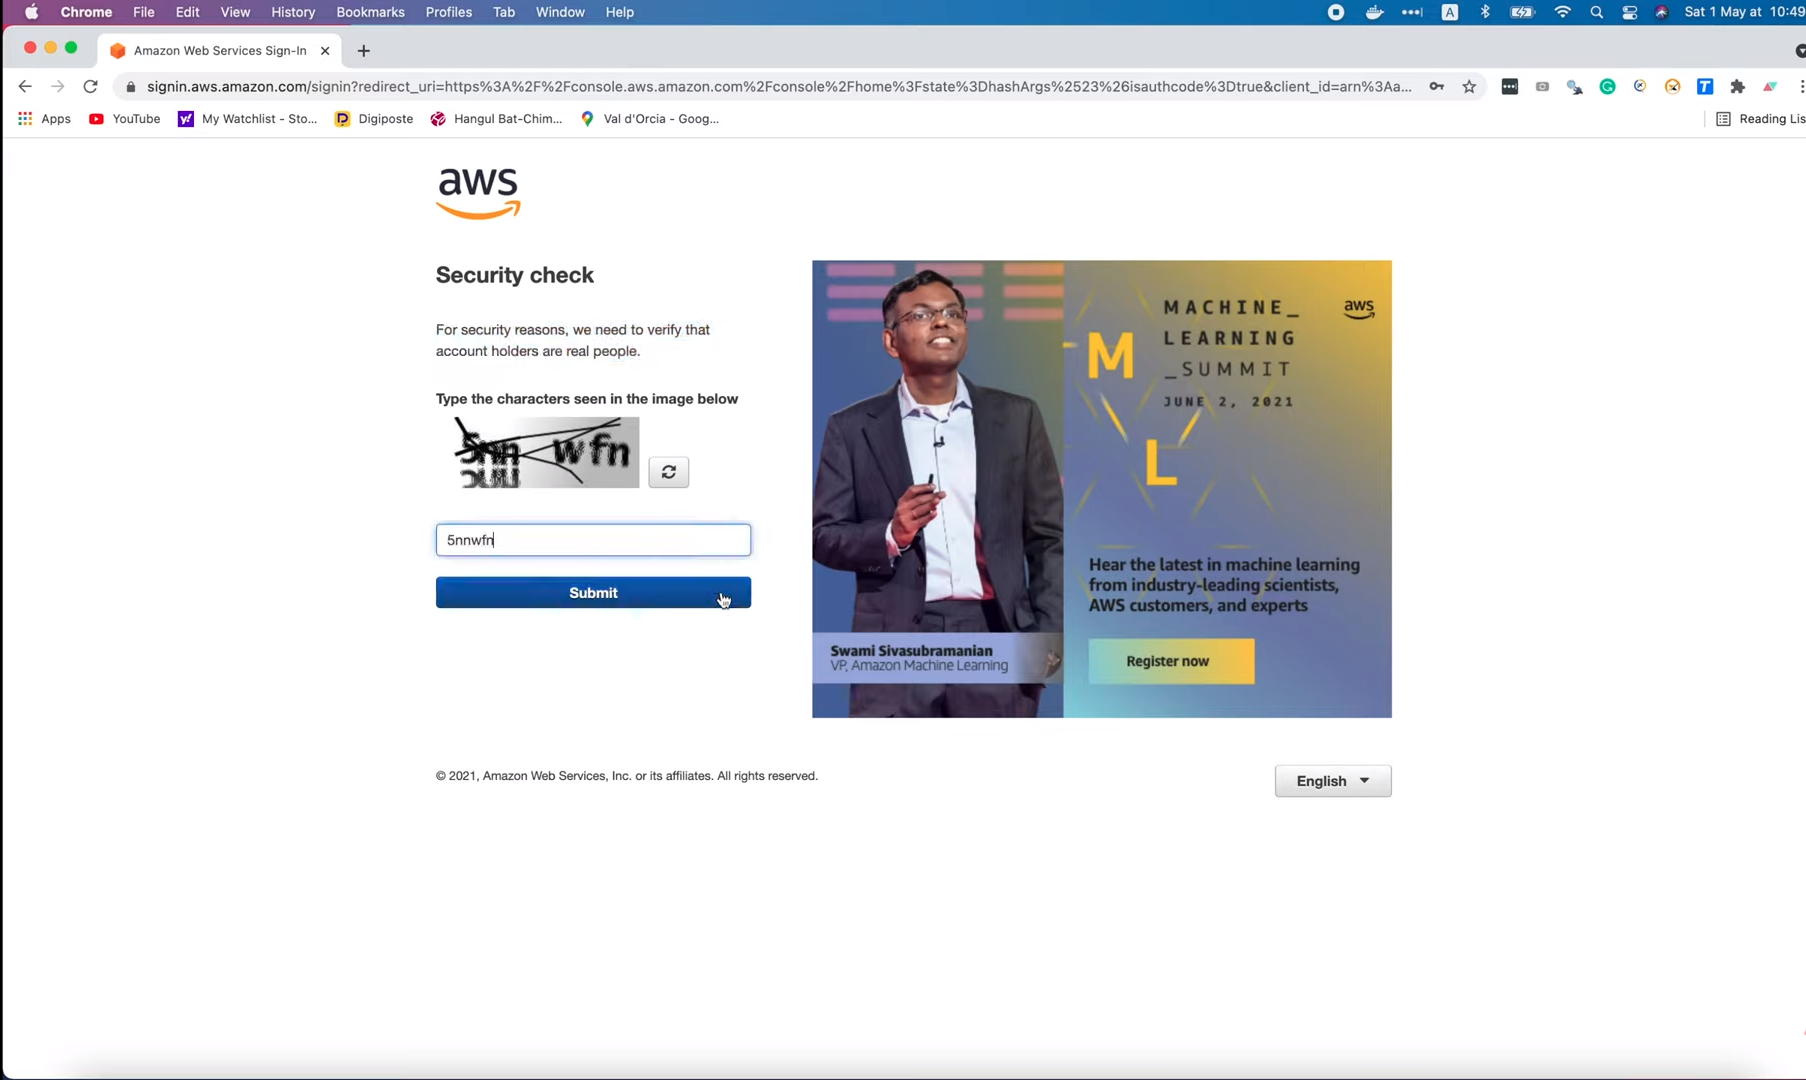 Chrome File Edit View History Bookmarks Profiles Tab Window Help
A
Sat 1 May at 10:49
Amazon Web Services Sign-In
signin.aws.amazon.com/signin?redirect_uri=https%3A%2F%2Fconsole.aws.amazon.com%2Fconsole%2Fhome%3Fstate%3DhashArgs%2523%26isauthcode%3Dtrue&client_id=arn%3Aa...
Apps YouTube My Watchlist - Sto... Digiposte Hangul Bat-Chim... Val d'Orcia - Goog...
Reading Lis
aws
Security check
For security reasons, we need to verify that
account holders are real people.
Type the characters seen in the image below
5nnwfn
Submit
MACHINE_
LEARNING
_SUMMIT
JUNE 2, 2021
aws
M
L
Hear the latest in machine learning
from industry-leading scientists,
AWS customers, and experts
Register now
Swami Sivasubramanian
VP, Amazon Machine Learning
© 2021, Amazon Web Services, Inc. or its affiliates. All rights reserved.
English